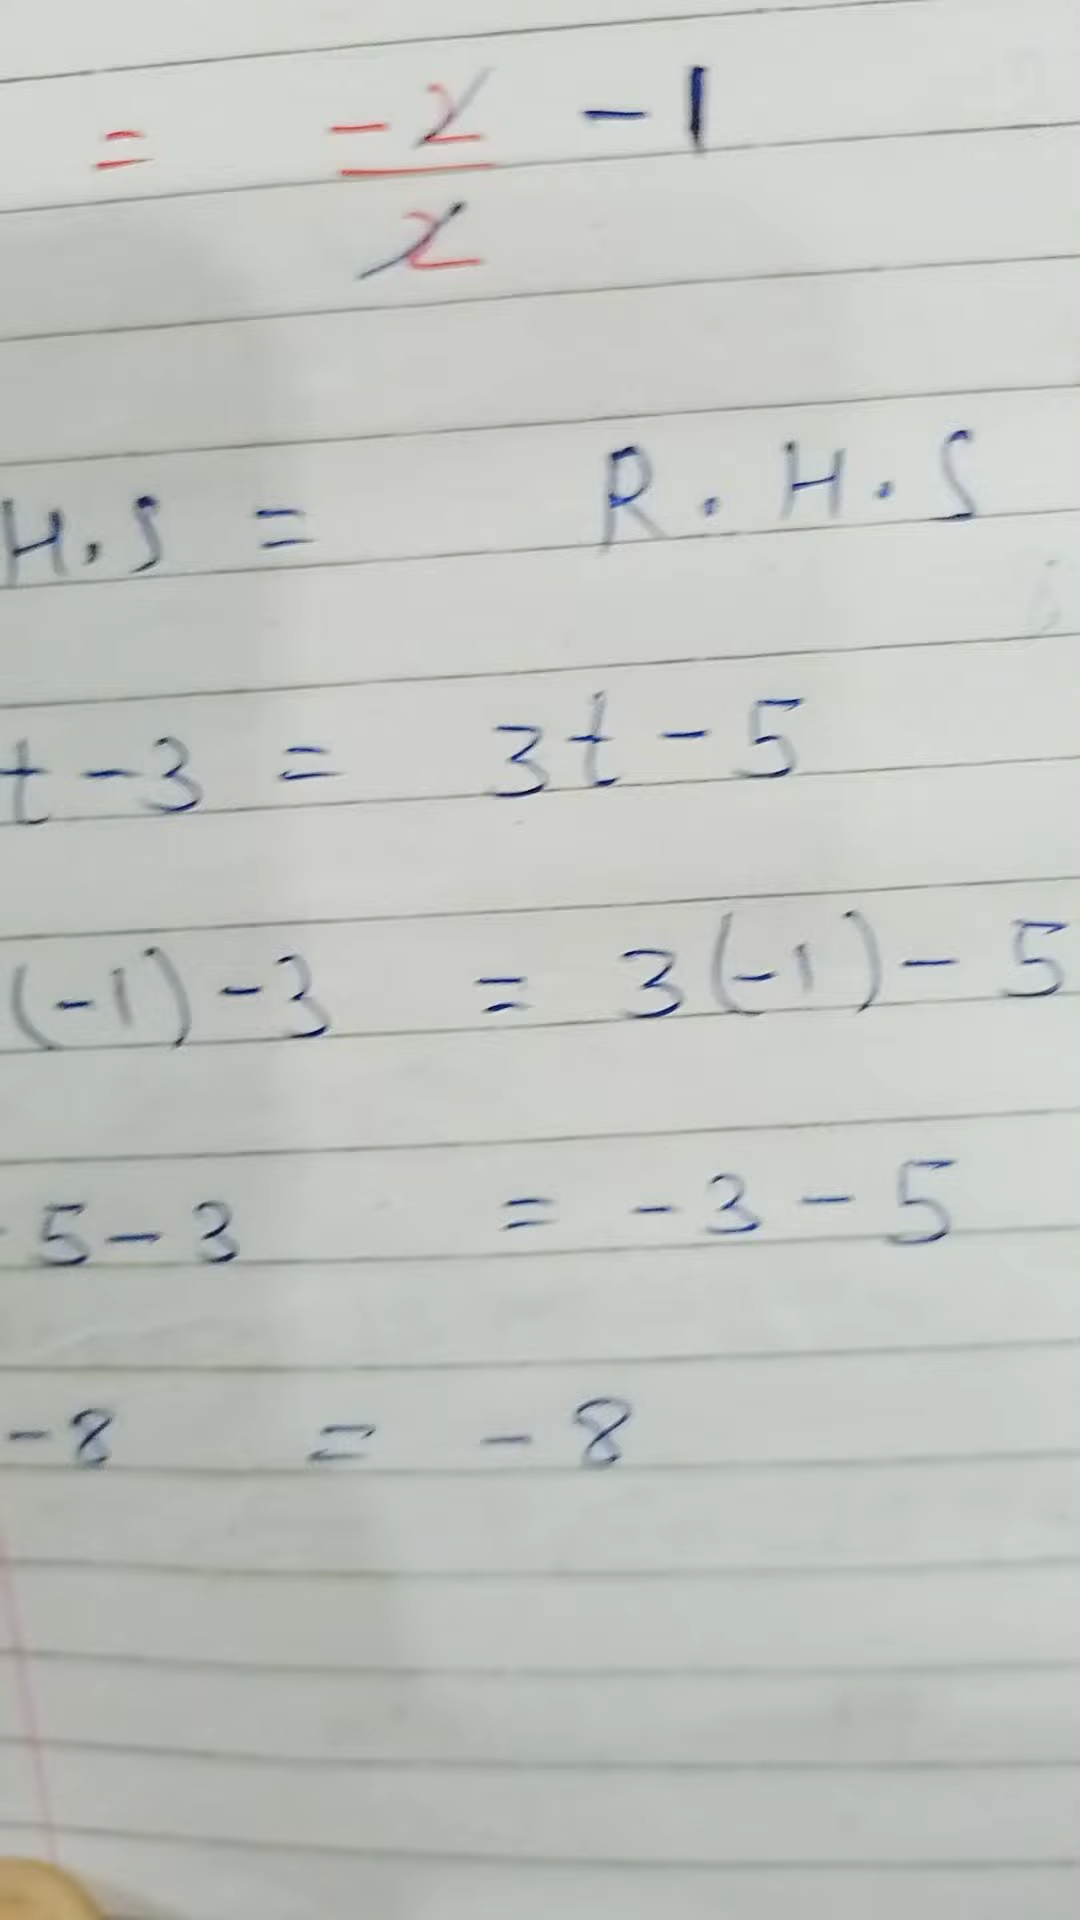 = -2/2 -1
H.S = R.H.S
t-3 = 3t-5
(-1)-3 = 3(-1)-5
5-3 = -3-5
-8 = -8